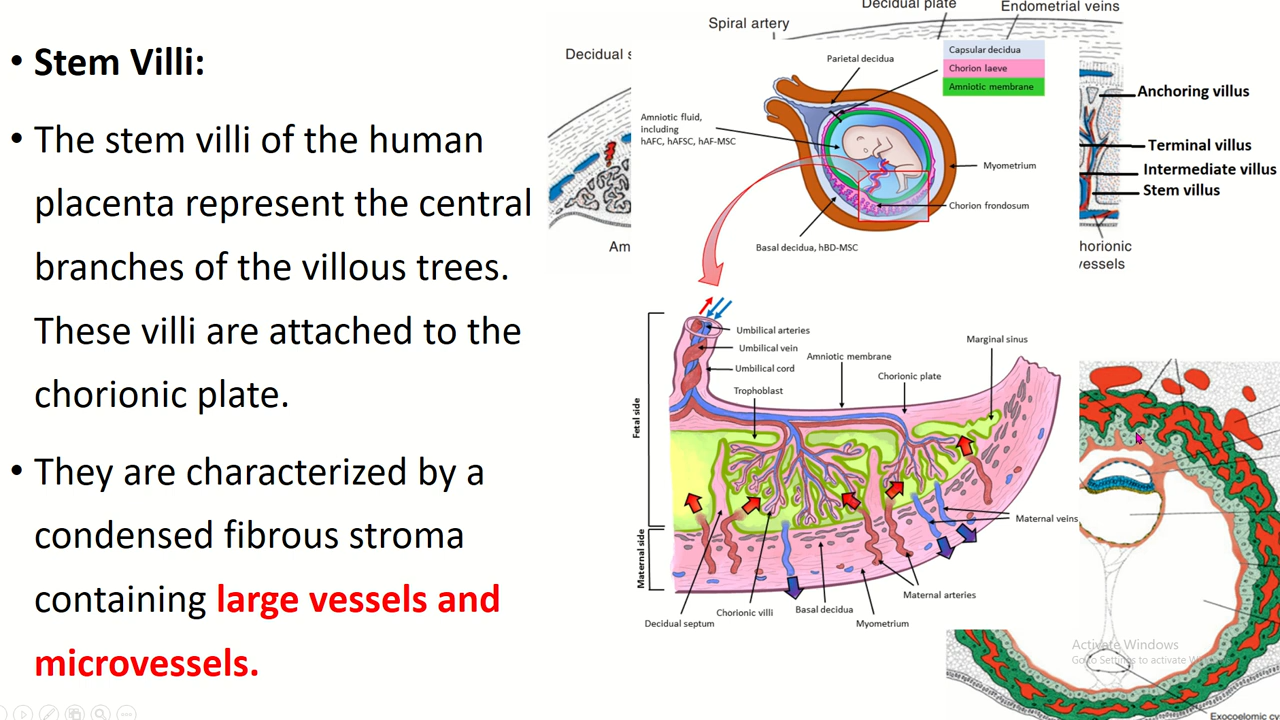 • Stem Villi:
• The stem villi of the human
placenta represent the central
branches of the villous trees.
These villi are attached to the
chorionic plate.
• They are characterized by a
condensed fibrous stroma
containing large vessels and
microvessels.
Decidual plate
Endometrial veins
Spiral artery
Decidual s
Am
Capsular decidua
Chorion laeve
Amniotic membrane
Parietal decidua
Amniotic fluid,
including
hAFC, hAFSC, hAF-MSC
Myometrium
Chorion frondosum
Basal decidua, hBD-MSC
Anchoring villus
Terminal villus
Intermediate villus
Stem villus
horionic
vessels
Umbilical arteries
Umbilical vein
Umbilical cord
Trophoblast
Amniotic membrane
Chorionic plate
Marginal sinus
Fetal side
Maternal side
Maternal veins
Maternal arteries
Decidual septum
Chorionic villi
Basal decidua
Myometrium
Activate Windows
Go to Settings to activate W
Exocoelomic cy